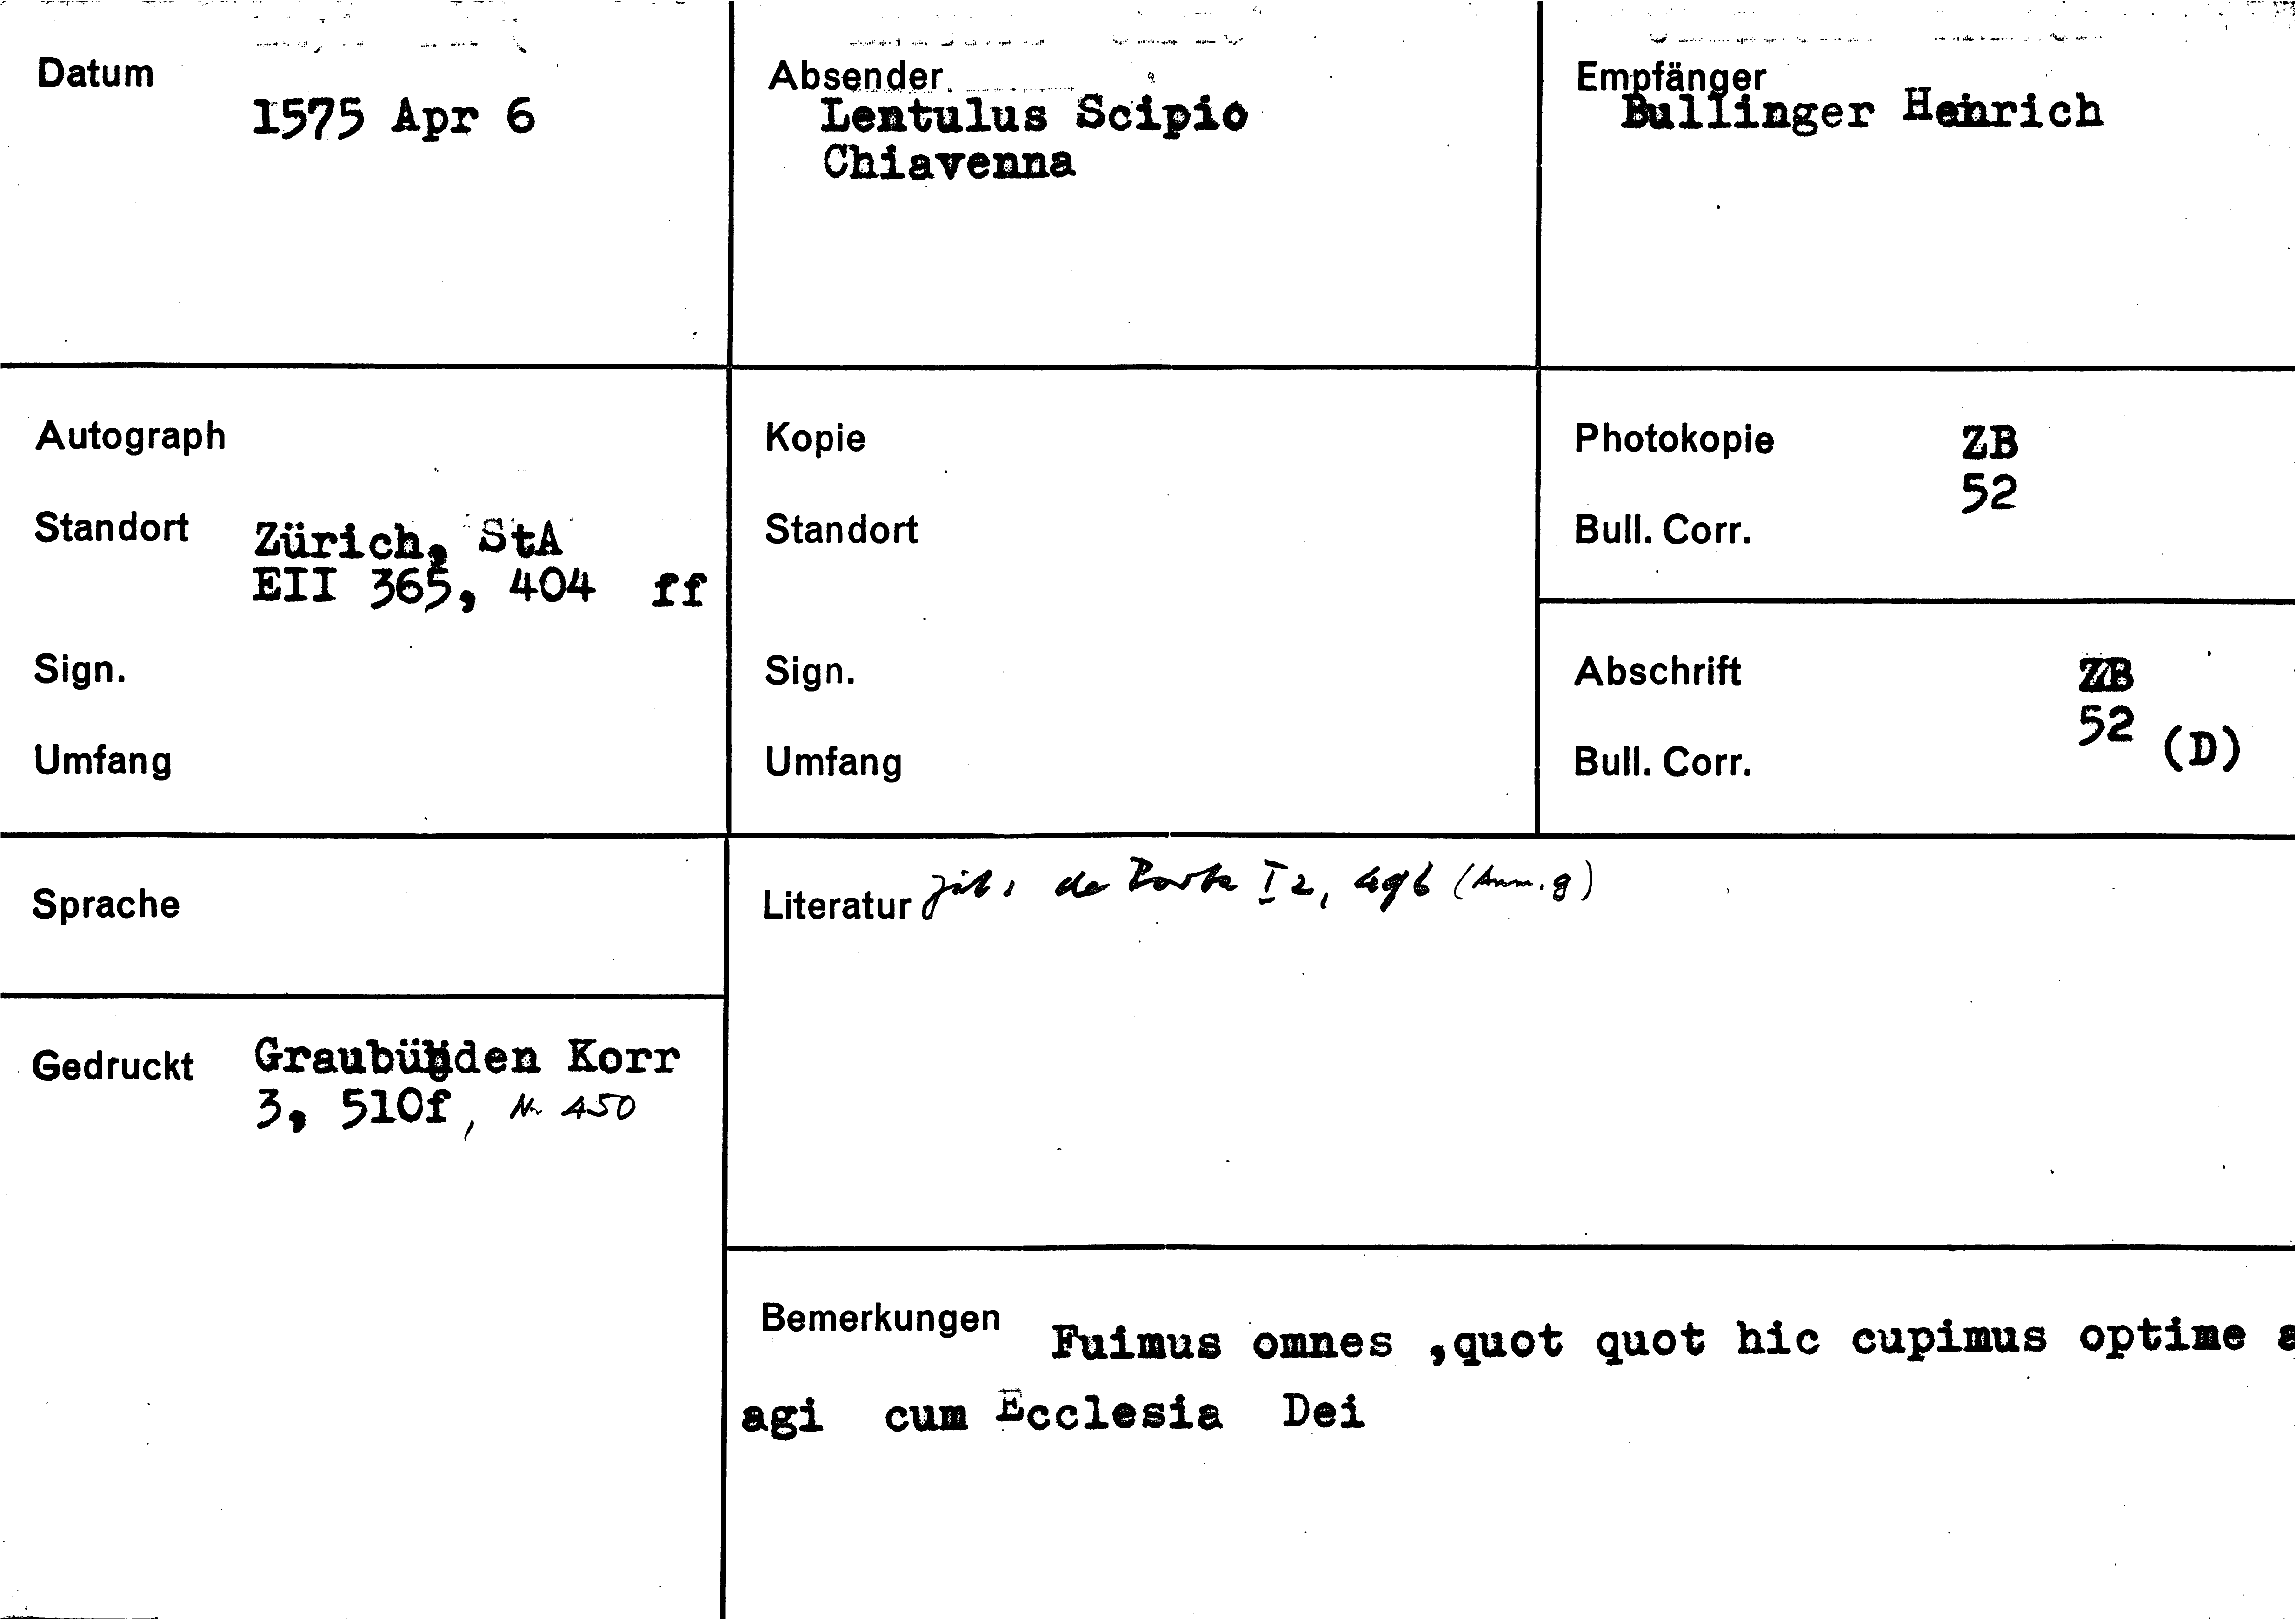 Datum
1575 Apr 6
Absender
Lentulus Scipio
Chiavenna
Empfänger
Bullinger Heinrich
Autograph
Standort Zürich, StA
EII 365, 404 ff
Sign.
Umfang
Kopie
Standort
Sign.
Umfang
Photokopie ZB
52
Bull. Corr.
Abschrift ZB
52 (D)
Bull. Corr.
Sprache
Literatur zit: de Porta I 2, 496 (Anm. g)
Gedruckt Graubünden Korr
3, 510f, Nr 450
Bemerkungen Fuimus omnes ,quot quot hic cupimus optime a
agi cum Ecclesia Dei